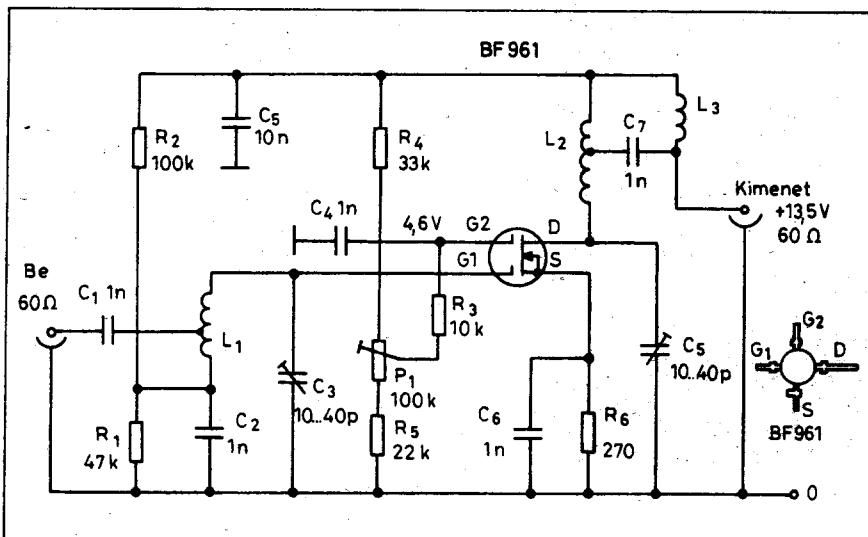 BF961
R2
100k
C5
10n
R4
33k
L2
C7
1n
L3
Kimenet
+13,5V
60Ω
C4 1n
4,6V
G2
D
G1
S
Be
60Ω
C1 1n
L1
R3
10k
C3
10...40p
P1
100k
C5
10...40p
G2
G1
D
S
BF961
R1
47k
C2
1n
R5
22k
C6
1n
R6
270
0